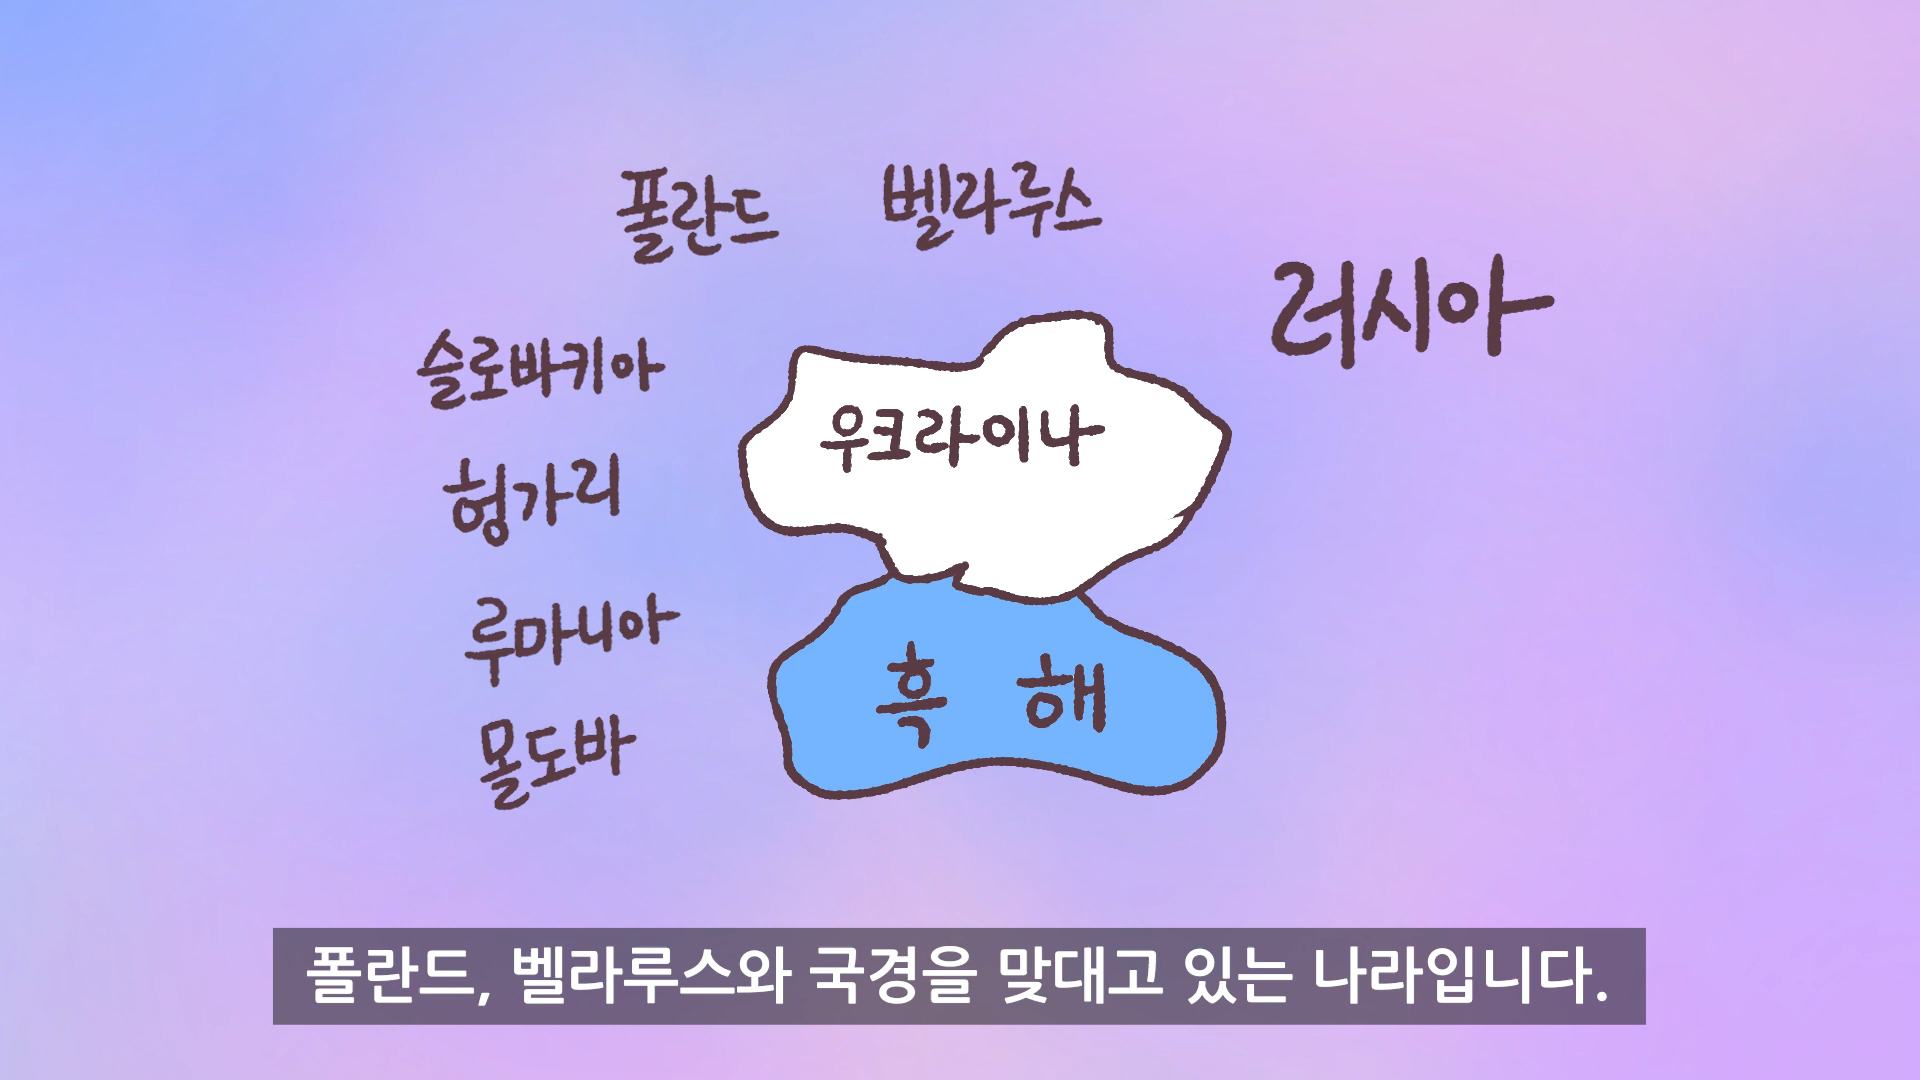 폴란드 벨라루스
러시아
슬로바키아
우크라이나
헝가리
루마니아
흑 해
몰도바
폴란드, 벨라루스와 국경을 맞대고 있는 나라입니다.